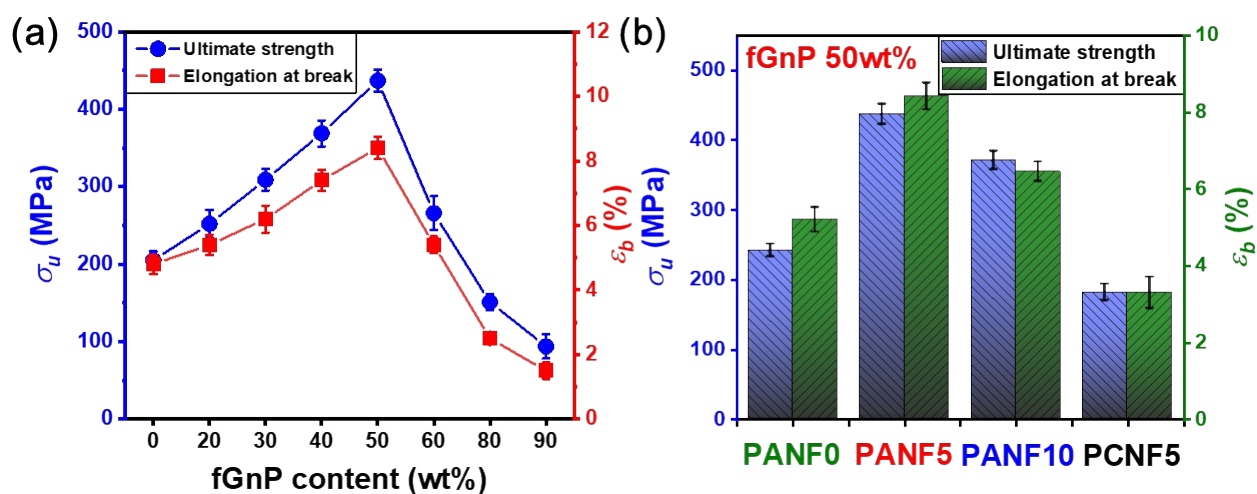 (a)
Ultimate strength
Elongation at break
500
400
300
200
100
0
σu (MPa)
12
10
8
6
4
2
0
εb (%)
0 20 30 40 50 60 80 90
fGnP content (wt%)
(b)
fGnP 50wt%
Ultimate strength
Elongation at break
500
400
300
200
100
0
σu (MPa)
10
8
6
4
2
0
εb (%)
PANF0 PANF5 PANF10 PCNF5